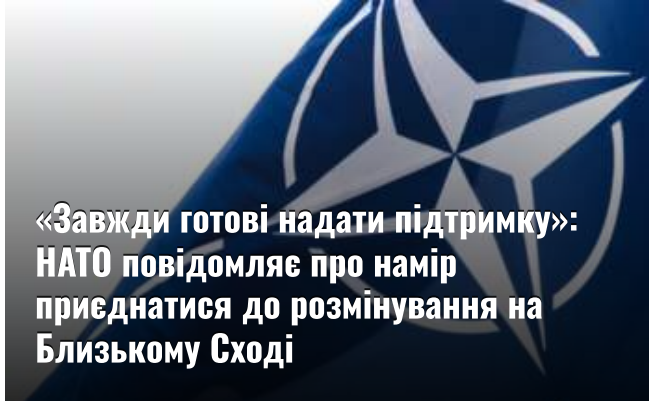 «Завжди готові надати підтримку»:
НАТО повідомляє про намір
приєднатися до розмінування на
Близькому Сході